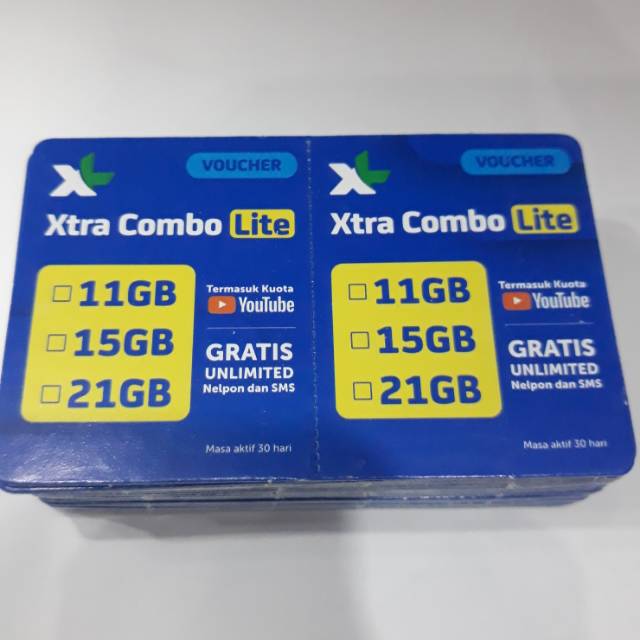 XL
VOUCHER
Xtra Combo Lite
11GB
15GB
21GB
Termasuk Kuota
YouTube
GRATIS
UNLIMITED
Nelpon dan SMS
Masa aktif 30 hari
XL
VOUCHER
Xtra Combo Lite
11GB
15GB
21GB
Termasuk Kuota
YouTube
GRATIS
UNLIMITED
Nelpon dan SMS
Masa aktif 30 hari